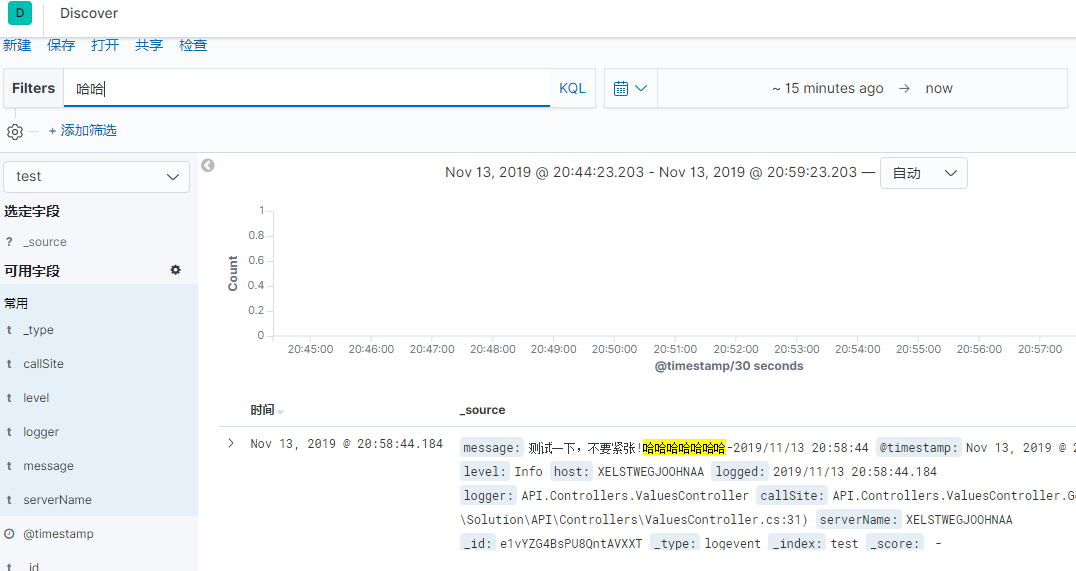 D Discover
新建 保存 打开 共享 检查
Filters 哈哈 KQL ~ 15 minutes ago → now
+ 添加筛选
test
Nov 13, 2019 @ 20:44:23.203 - Nov 13, 2019 @ 20:59:23.203 — 自动
选定字段
? _source
可用字段
常用
t _type
t callSite
t level
t logger
t message
t serverName
@timestamp
t _id
Count
1
0.8
0.6
0.4
0.2
0
20:45:00 20:46:00 20:47:00 20:48:00 20:49:00 20:50:00 20:51:00 20:52:00 20:53:00 20:54:00 20:55:00 20:56:00 20:57:00
@timestamp/30 seconds
时间 _source
Nov 13, 2019 @ 20:58:44.184 message: 测试一下，不要紧张!哈哈哈哈哈哈哈-2019/11/13 20:58:44 @timestamp: Nov 13, 2019 @
level: Info host: XELSTWEGJOOHNAA logged: 2019/11/13 20:58:44.184
logger: API.Controllers.ValuesController callSite: API.Controllers.ValuesController.Ge
\Solution\API\Controllers\ValuesController.cs:31) serverName: XELSTWEGJOOHNAA
_id: e1vYZG4BsPU8QntAVXXT _type: logevent _index: test _score: -